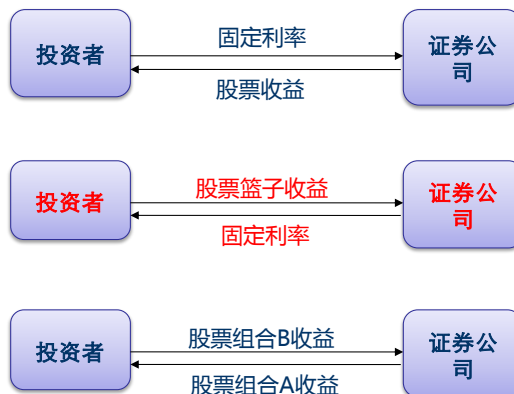 投资者
固定利率
股票收益
证券公
司
投资者
股票篮子收益
固定利率
证券公
司
投资者
股票组合B收益
股票组合A收益
证券公
司